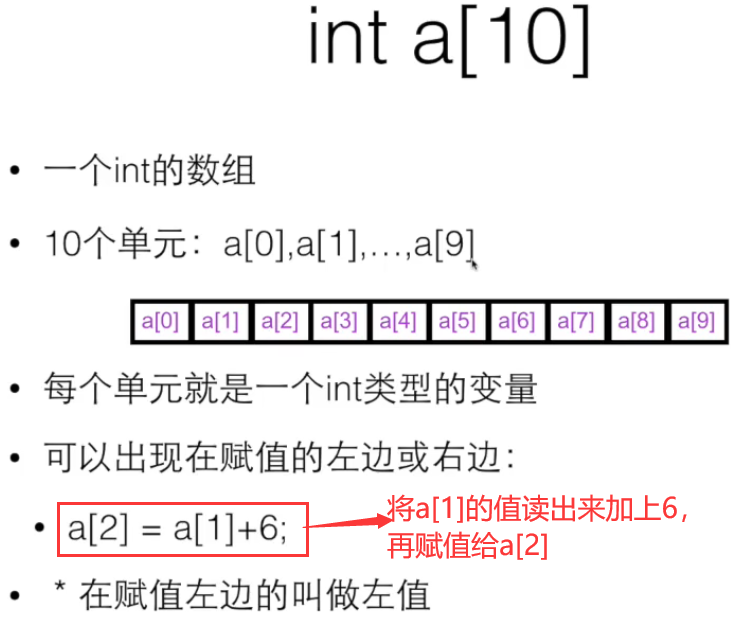 int a[10]
• 一个int的数组
• 10个单元：a[0],a[1],…,a[9]
a[0] a[1] a[2] a[3] a[4] a[5] a[6] a[7] a[8] a[9]
• 每个单元就是一个int类型的变量
• 可以出现在赋值的左边或右边：
• a[2] = a[1]+6;
将a[1]的值读出来加上6，
再赋值给a[2]
• * 在赋值左边的叫做左值